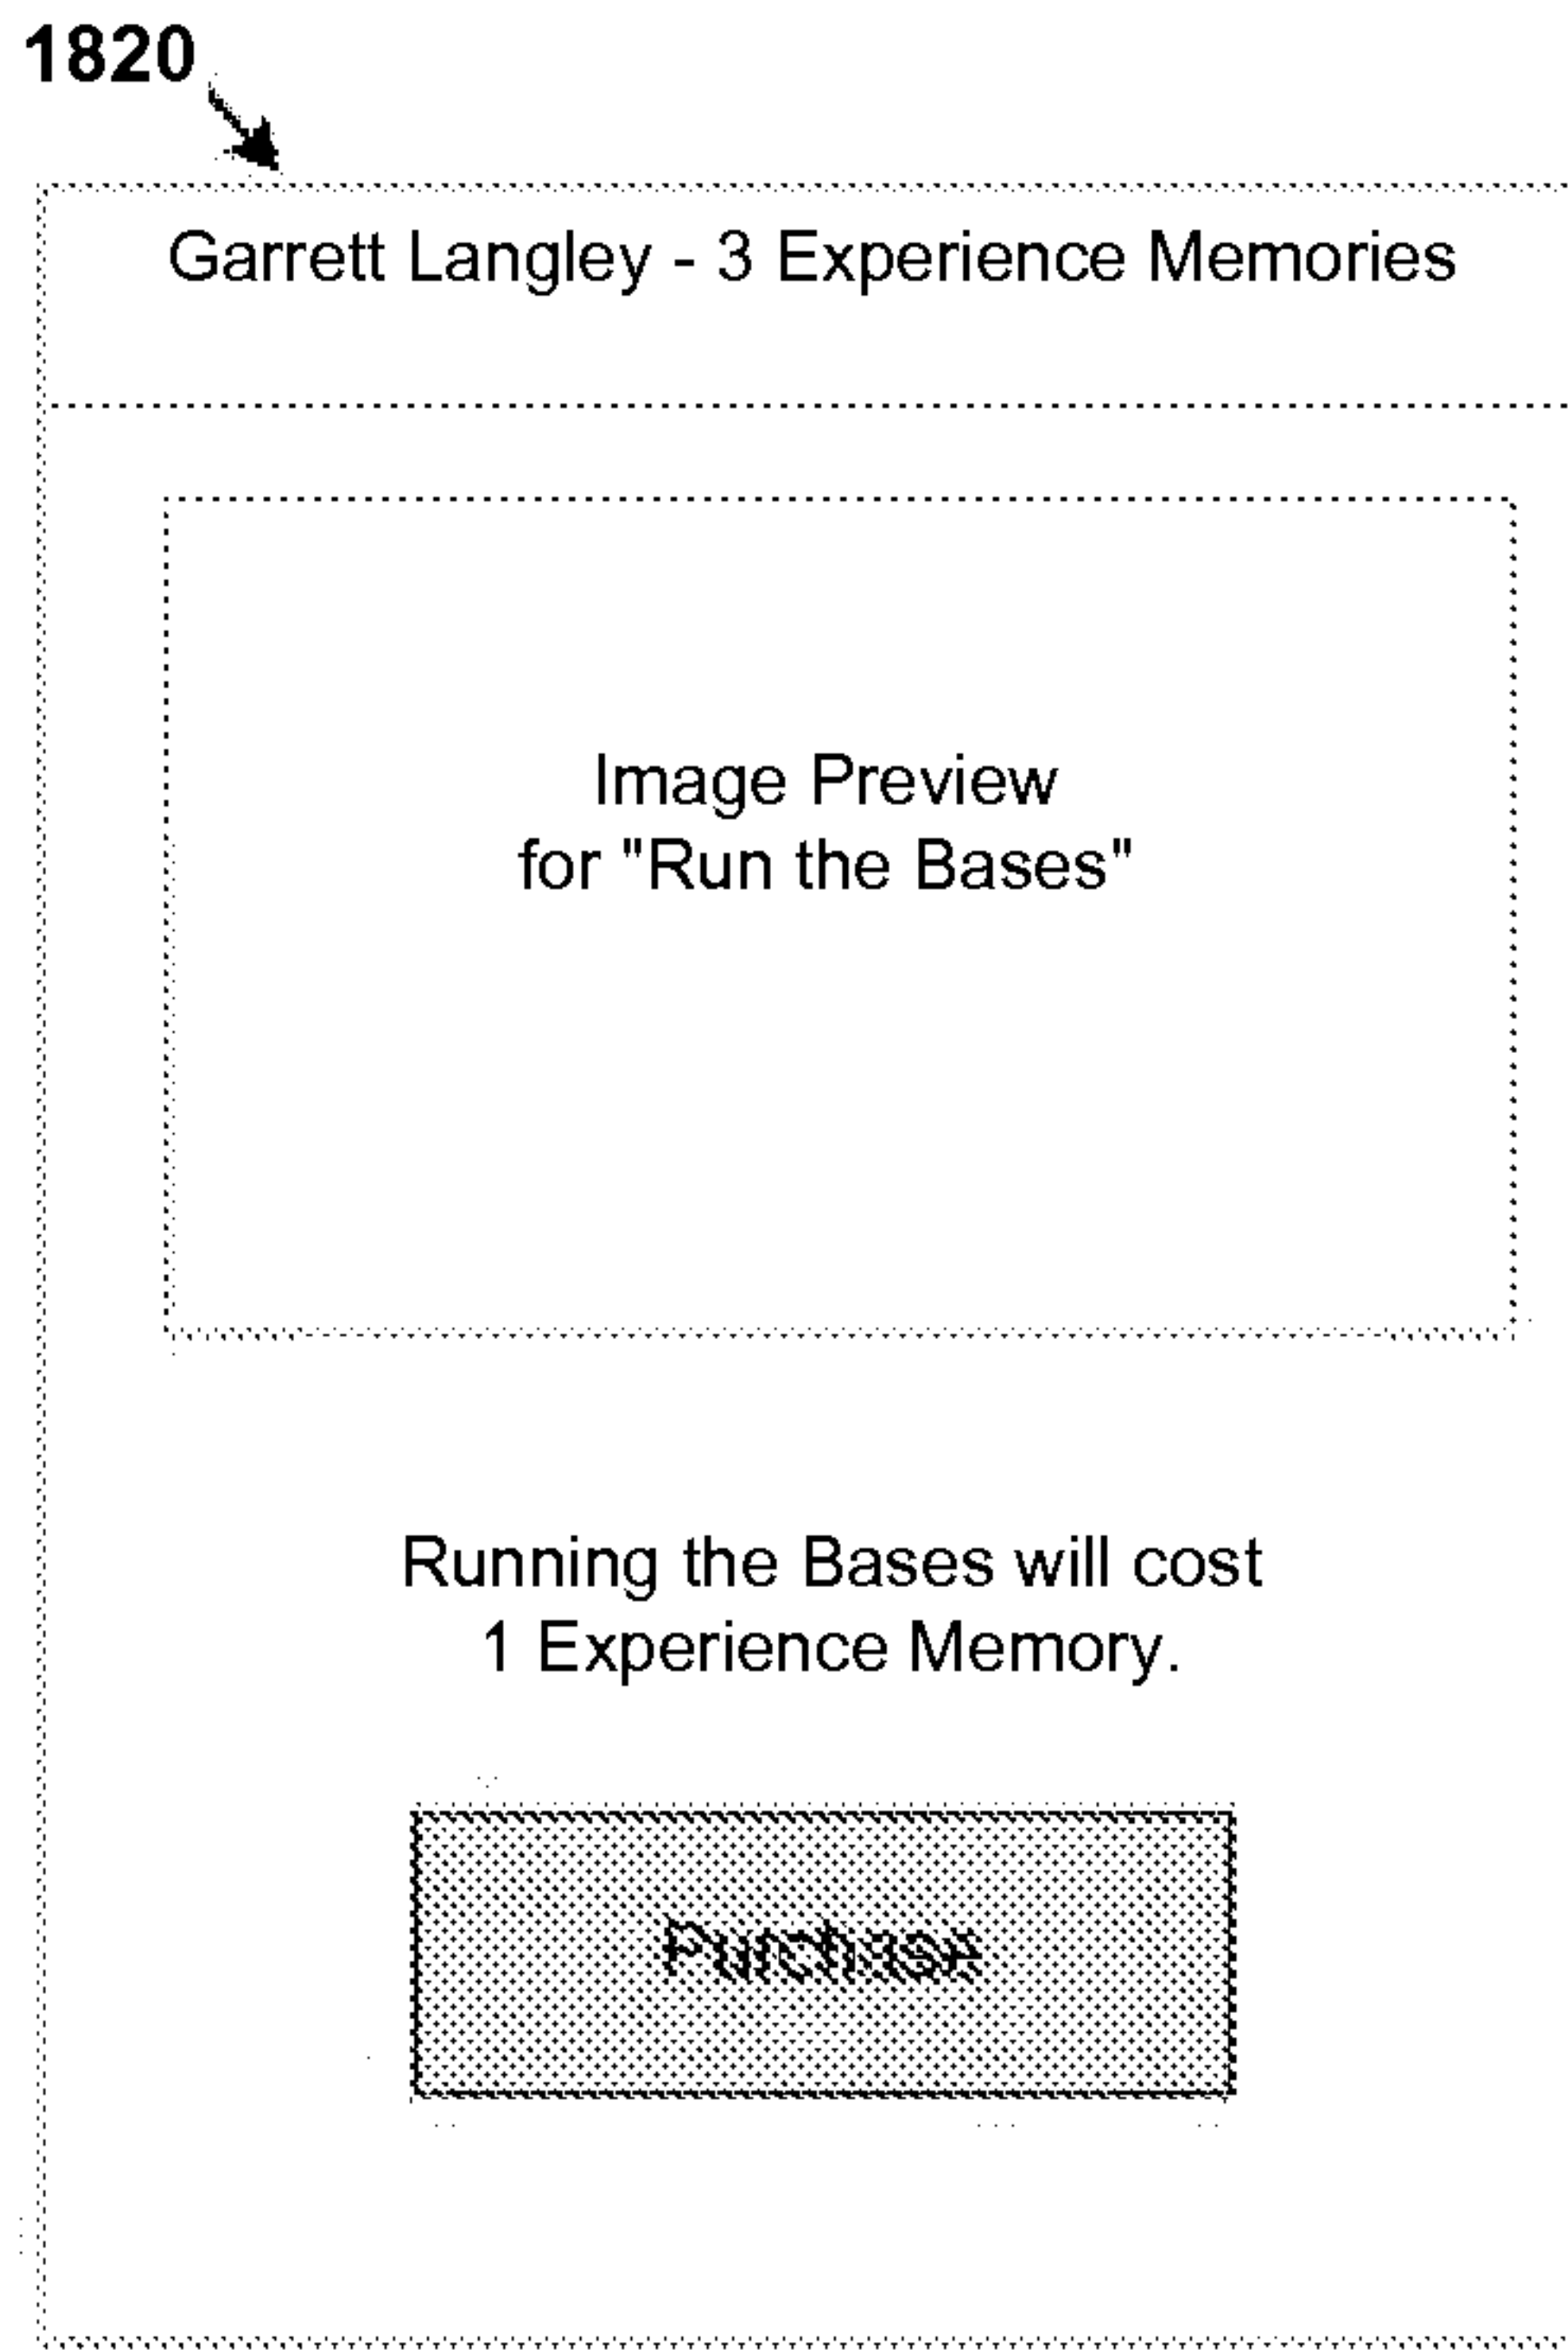 1820
Garrett Langley - 3 Experience Memories
Image Preview
for "Run the Bases"
Running the Bases will cost
1 Experience Memory.
Purchase